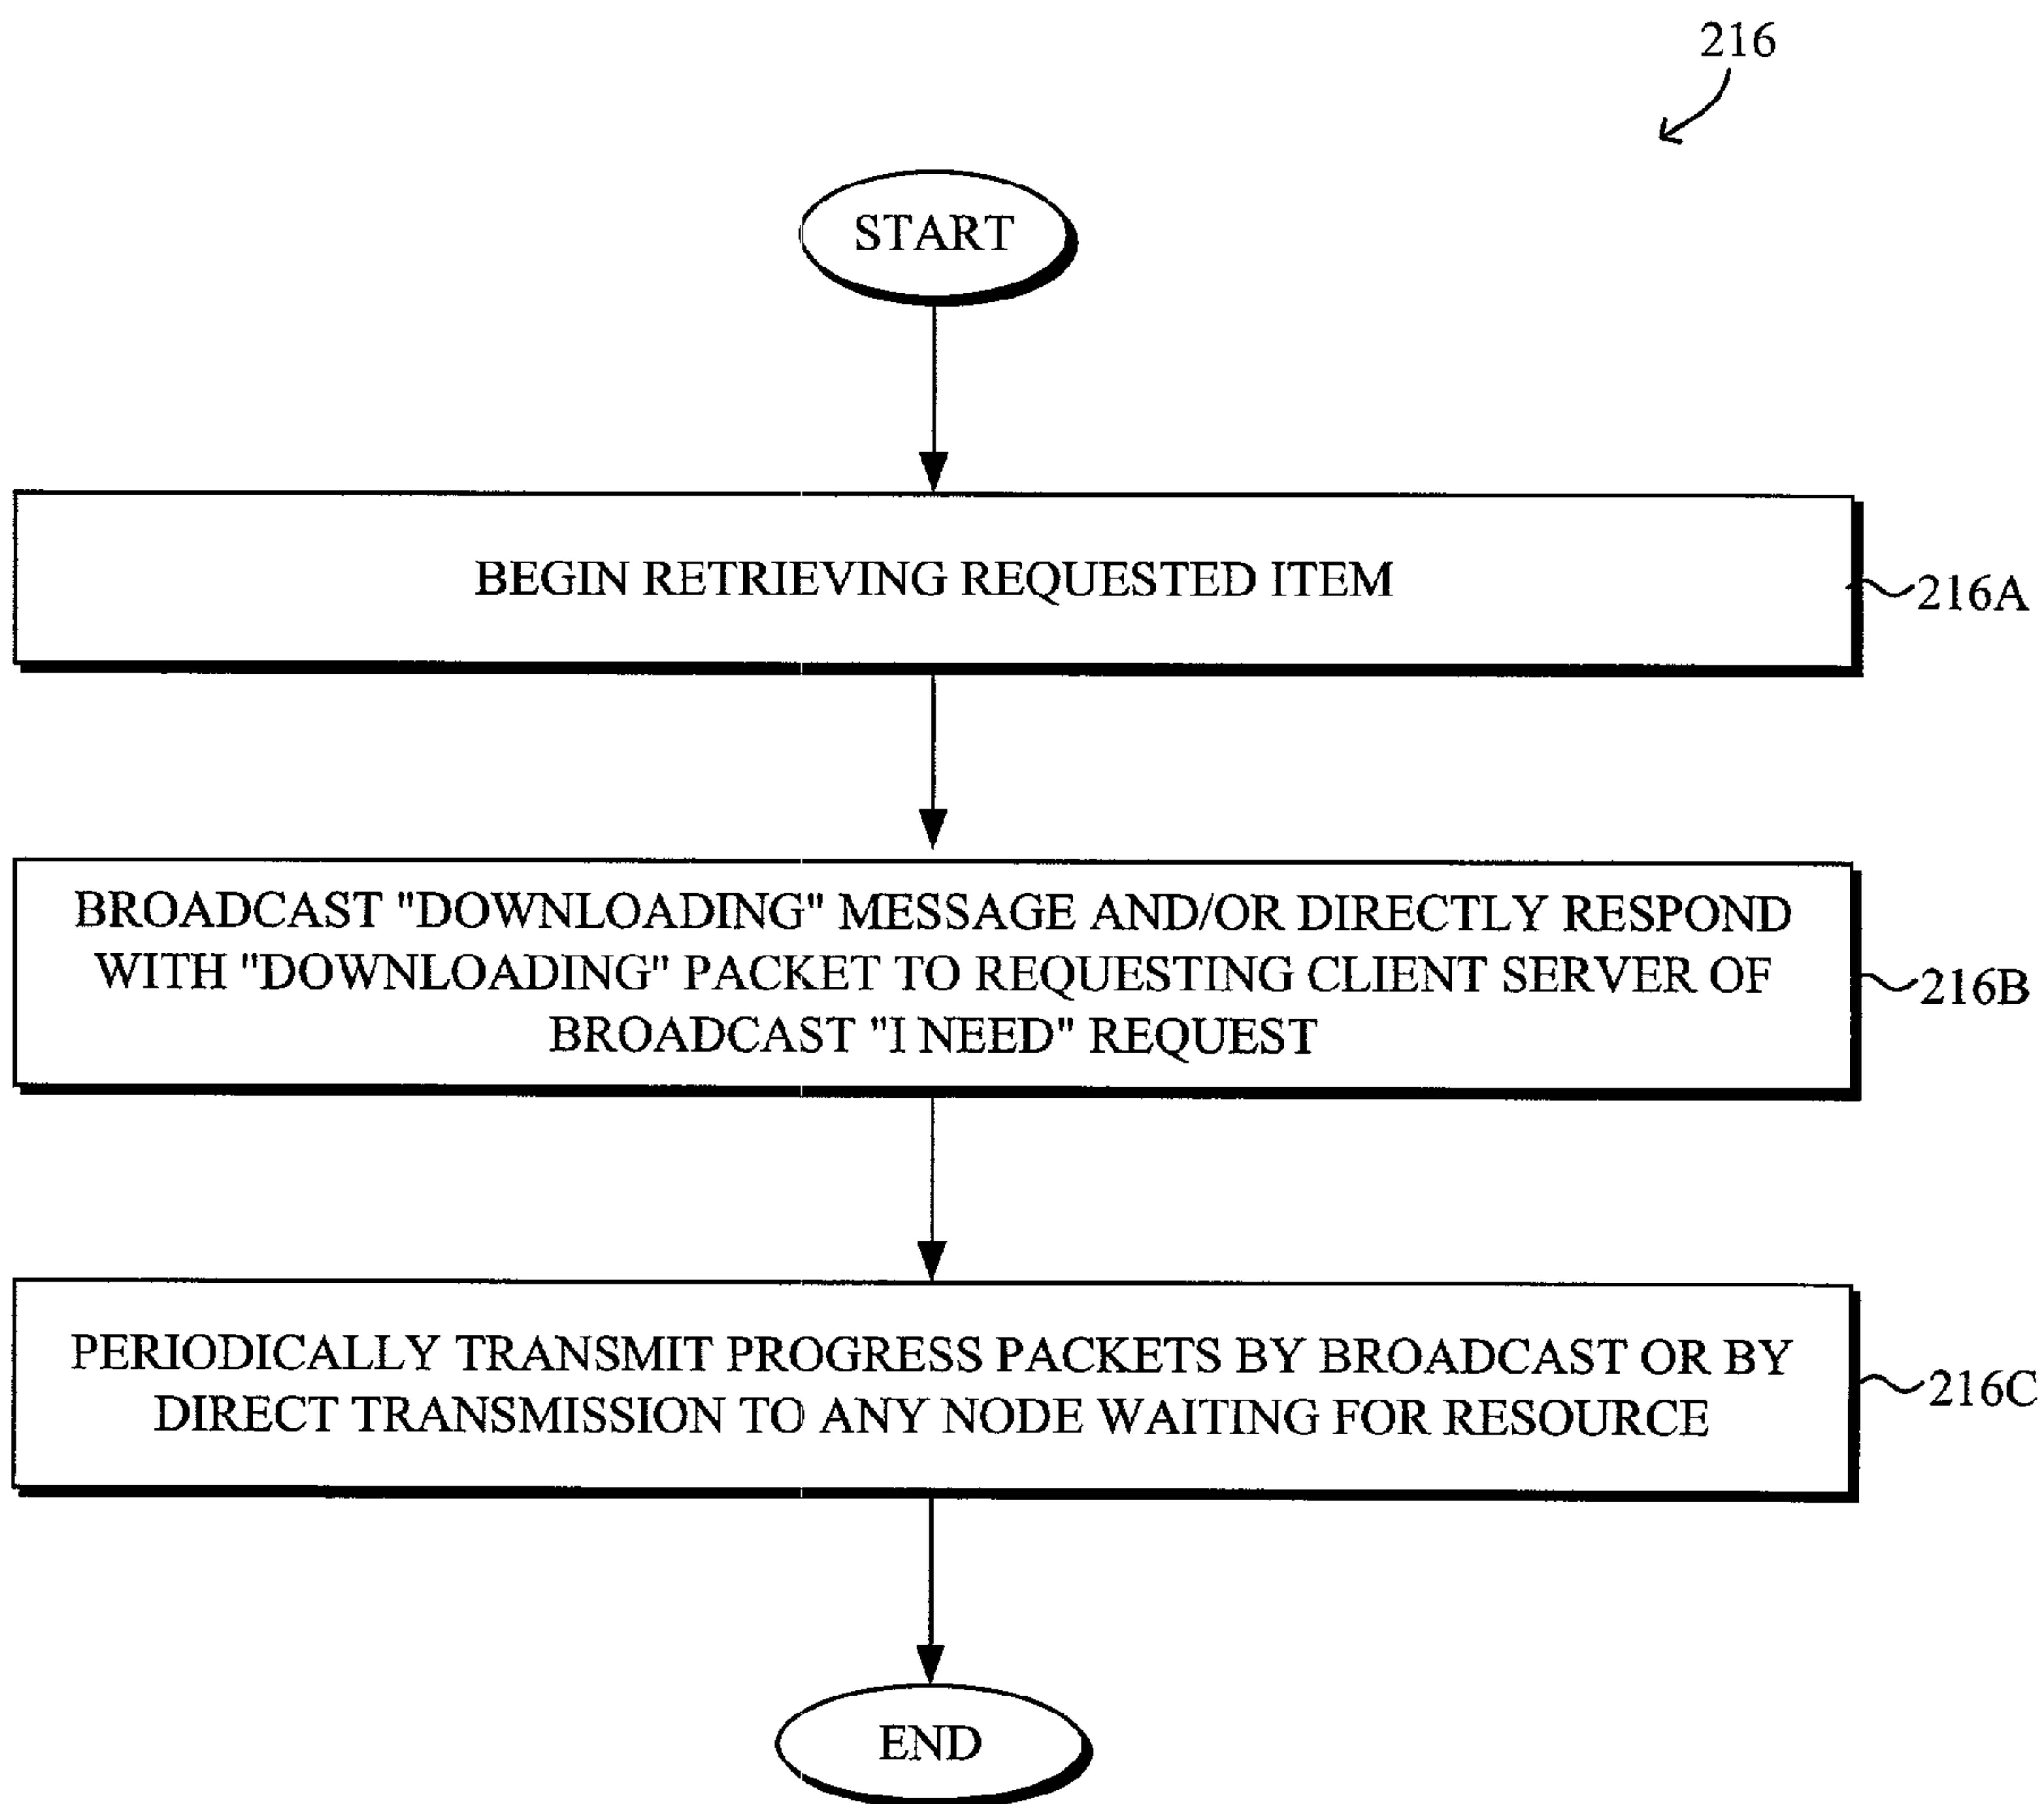 216
START
BEGIN RETRIEVING REQUESTED ITEM
216A
BROADCAST "DOWNLOADING" MESSAGE AND/OR DIRECTLY RESPOND
WITH "DOWNLOADING" PACKET TO REQUESTING CLIENT SERVER OF
BROADCAST "I NEED" REQUEST
216B
PERIODICALLY TRANSMIT PROGRESS PACKETS BY BROADCAST OR BY
DIRECT TRANSMISSION TO ANY NODE WAITING FOR RESOURCE
216C
END